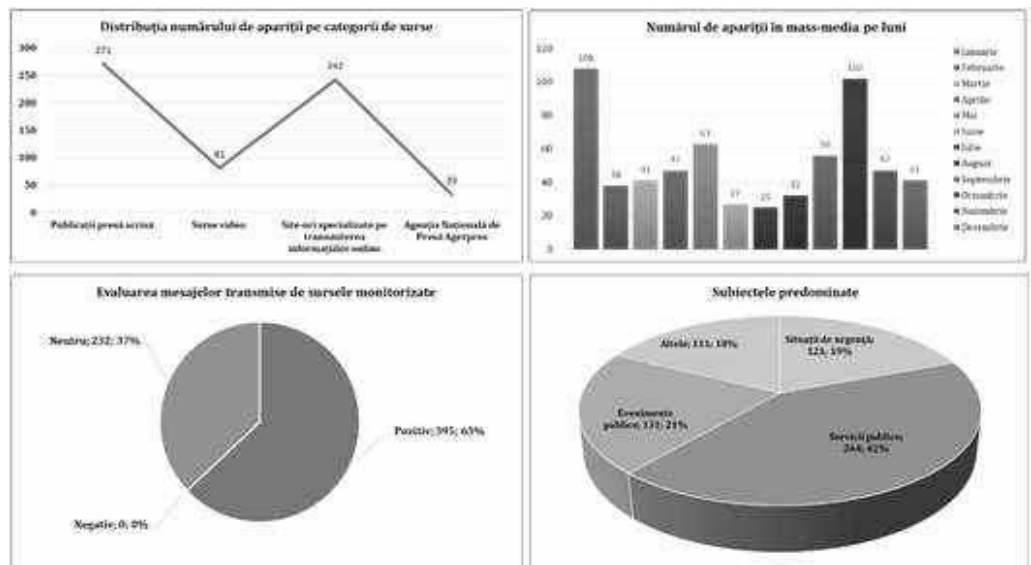 Distribuția numărului de apariții pe categorii de surse
300
250
200
150
100
50
0
271
81
242
Publicații presă scrisă
Surse video
Site-uri specializate pe
transmiterea
informațiilor online
Agenția Națională de
Presă Agerpres
Numărul de apariții în mass-media pe luni
120
100
80
60
40
20
0
108
38
41
47
63
27
25
32
56
102
47
41
Ianuarie
Februarie
Martie
Aprilie
Mai
Iunie
Iulie
August
Septembrie
Octombrie
Noiembrie
Decembrie
Evaluarea mesajelor transmise de sursele monitorizate
Neutru; 232; 37%
Pozitiv; 395; 63%
Negativ; 0; 0%
Subiectele predominate
Altele; 111; 18%
Situații de urgență;
121; 19%
Evenimente
publice; 131; 21%
Servicii publice;
264; 42%